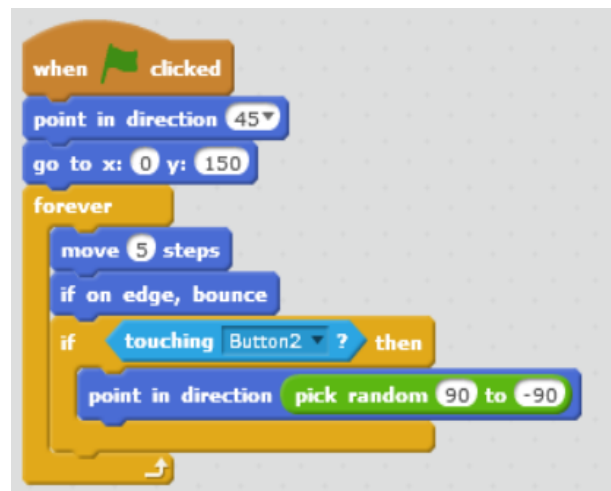 when clicked
point in direction 45
go to x: 0 y: 150
forever
move 5 steps
if on edge, bounce
if touching Button2 ? then
point in direction pick random 90 to -90